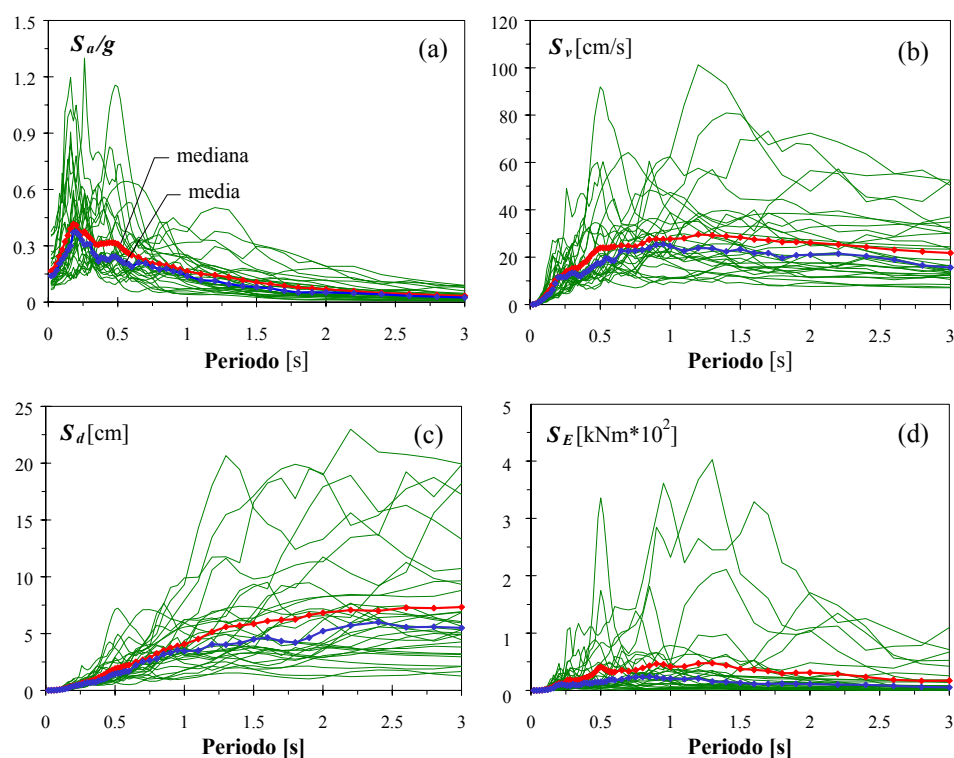 1.5
1.2
0.9
0.6
0.3
0
S_a/g
(a)
mediana
media
0 0.5 1 1.5 2 2.5 3
Periodo [s]
120
100
80
60
40
20
0
S_v [cm/s]
(b)
0 0.5 1 1.5 2 2.5 3
Periodo [s]
25
20
15
10
5
0
S_d [cm]
(c)
0 0.5 1 1.5 2 2.5 3
Periodo [s]
5
4
3
2
1
0
S_E [kNm*10^2]
(d)
0 0.5 1 1.5 2 2.5 3
Periodo [s]